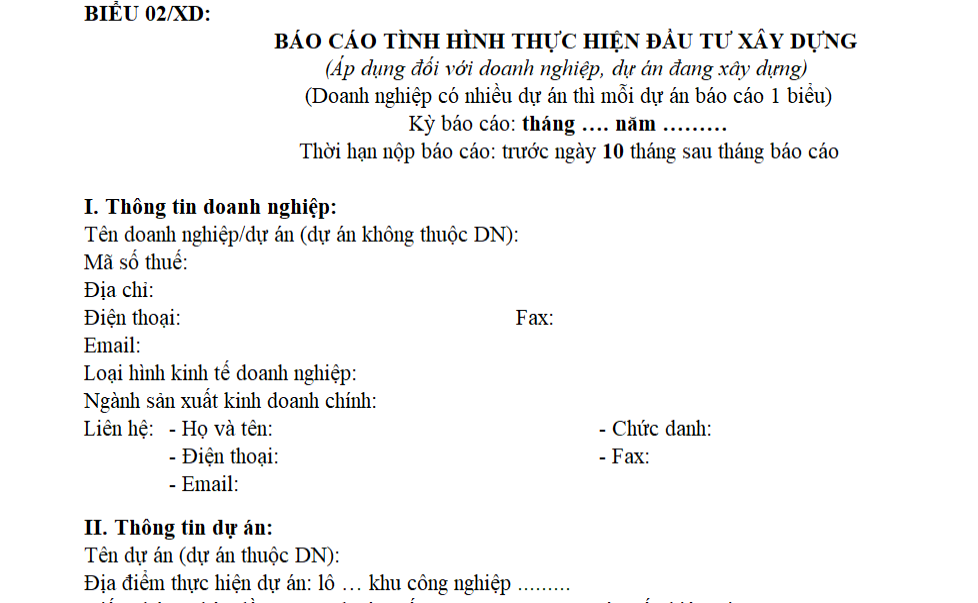 BIỂU 02/XD:
BÁO CÁO TÌNH HÌNH THỰC HIỆN ĐẦU TƯ XÂY DỰNG
(Áp dụng đối với doanh nghiệp, dự án đang xây dựng)
(Doanh nghiệp có nhiều dự án thì mỗi dự án báo cáo 1 biểu)
Kỳ báo cáo: tháng …. năm ………
Thời hạn nộp báo cáo: trước ngày 10 tháng sau tháng báo cáo
I. Thông tin doanh nghiệp:
Tên doanh nghiệp/dự án (dự án không thuộc DN):
Mã số thuế:
Địa chỉ:
Điện thoại: Fax:
Email:
Loại hình kinh tế doanh nghiệp:
Ngành sản xuất kinh doanh chính:
Liên hệ: - Họ và tên: - Chức danh:
- Điện thoại: - Fax:
- Email:
II. Thông tin dự án:
Tên dự án (dự án thuộc DN):
Địa điểm thực hiện dự án: lô … khu công nghiệp ………